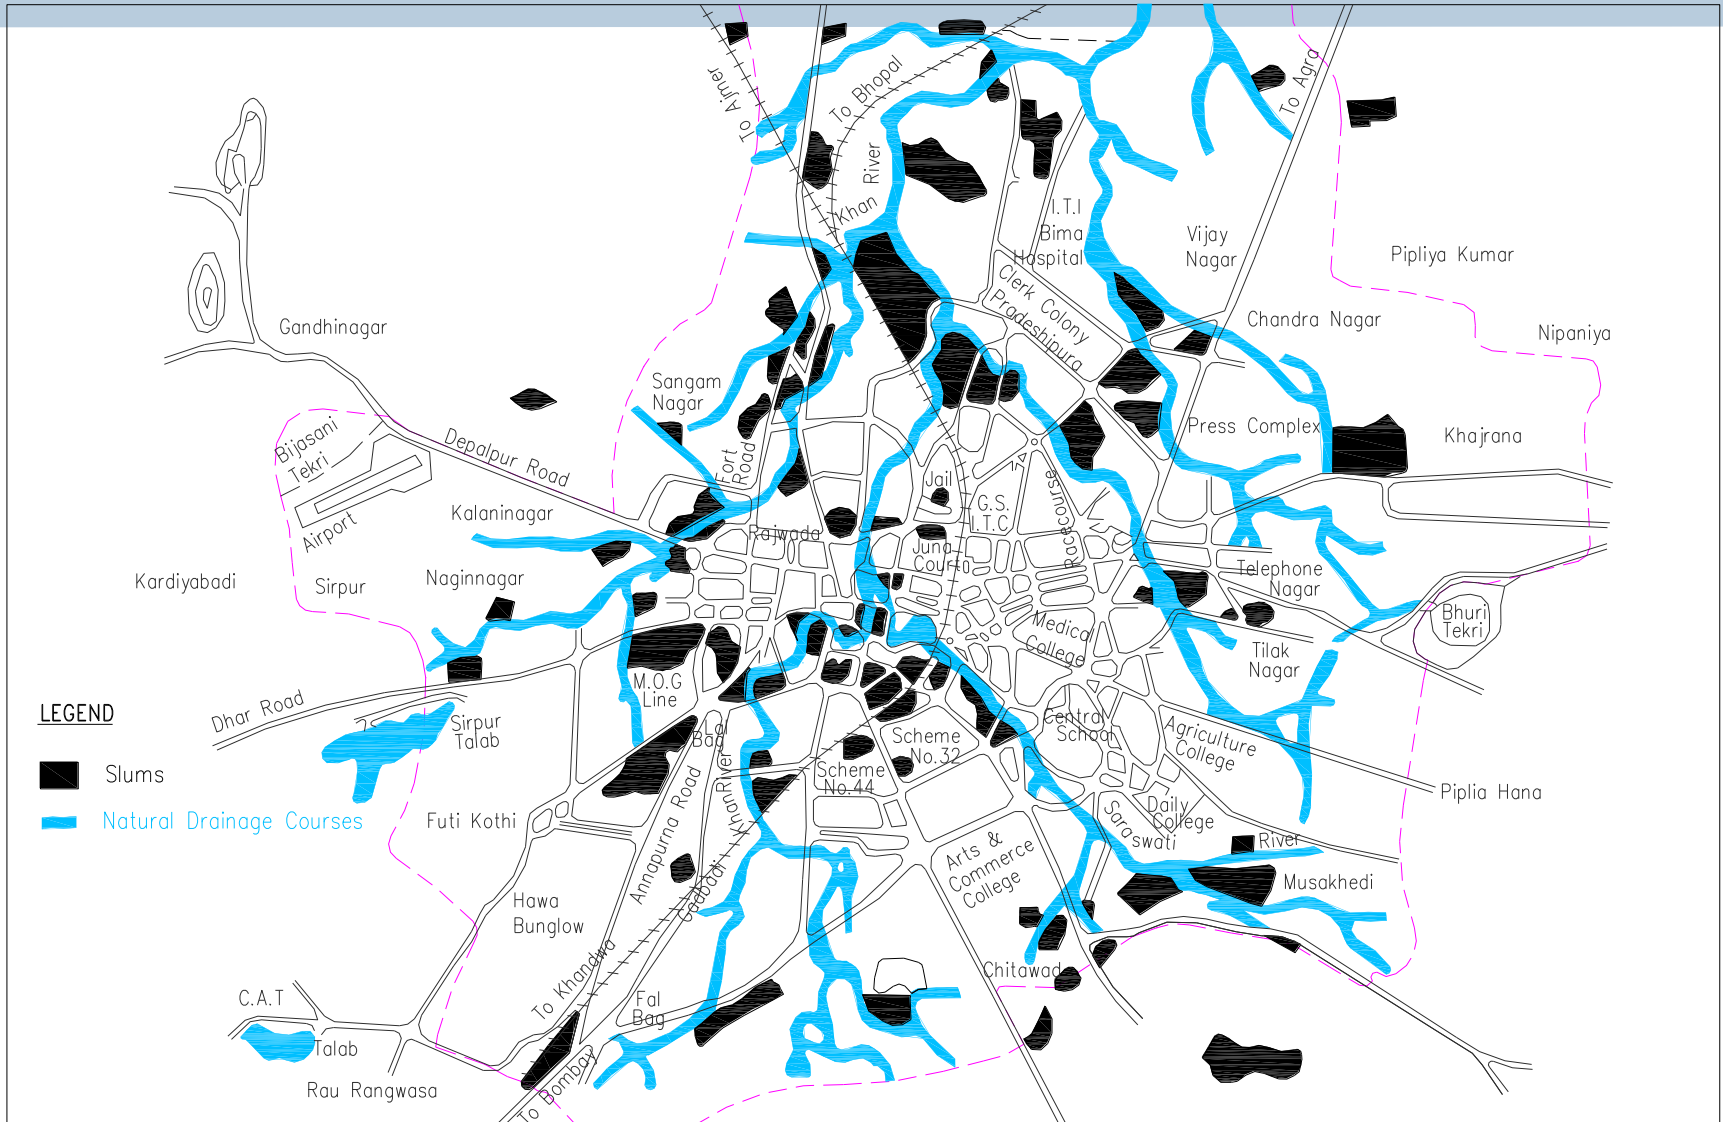 To Ajmer
To Bhopal
To Agra
Khan
River
I.T.I
Bima
Hospital
Vijay
Nagar
Pipliya Kumar
Clerk Colony
Pradeshipura
Chandra Nagar
Nipaniya
Gandhinagar
Sangam
Nagar
Bijasani
Tekri
Depalpur Road
Fort
Road
Press Complex
Khajrana
Jail
G.S.
I.T.C
Racecourse
Airport
Kalaninagar
Rajwada
Juna
Courta
Kardiyabadi
Sirpur
Naginnagar
Telephone
Nagar
Bhuri
Tekri
Medical
College
Tilak
Nagar
M.O.G
Line
Dhar Road
LEGEND
Slums
Natural Drainage Courses
Sirpur
Talab
Lal
Bag
Scheme
No.32
Scheme
No.44
Central
School
Agriculture
College
Piplia Hana
Daily
College
Futi Kothi
Annapurna Road
Khan River
Gadbadi
Saraswati
River
Arts &
Commerce
College
Musakhedi
Hawa
Bunglow
To Khandwa
Chitawad
C.A.T
Talab
Fal
Bag
Rau Rangwasa
To Bombay